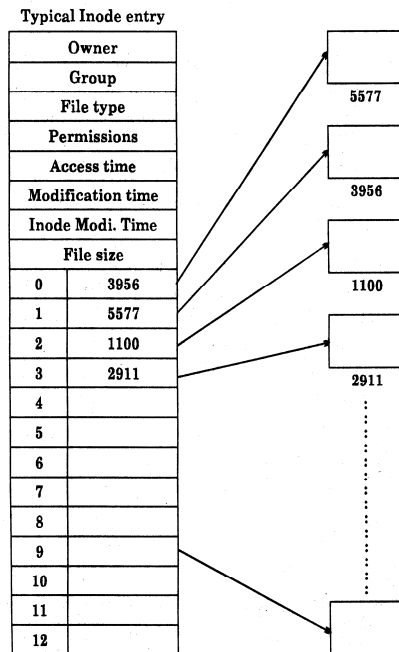 Typical Inode entry
Owner
Group
File type
Permissions
Access time
Modification time
Inode Modi. Time
File size
0 3956
1 5577
2 1100
3 2911
4
5
6
7
8
9
10
11
12
5577
3956
1100
2911